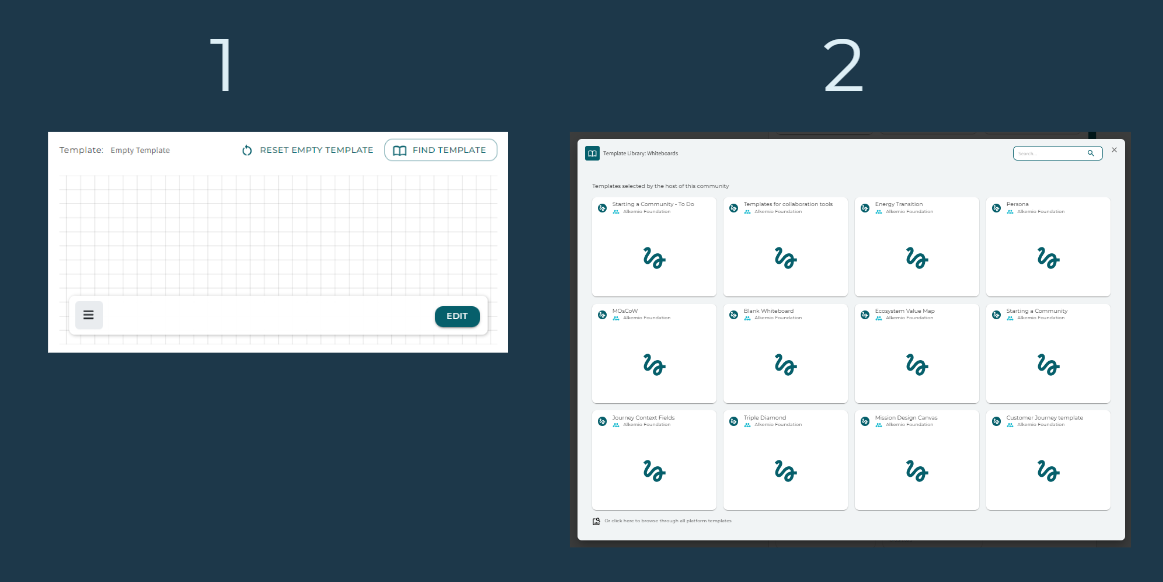 1
2
Template: Empty Template
RESET EMPTY TEMPLATE
FIND TEMPLATE
EDIT
Template Library: Whiteboards
Search
Templates selected by the host of this community
Starting a Community - To Do
Alkemio Foundation
Templates for collaboration tools
Alkemio Foundation
Energy Transition
Alkemio Foundation
Persona
Alkemio Foundation
MDsCoW
Alkemio Foundation
Blank Whiteboard
Alkemio Foundation
Ecosystem Value Map
Alkemio Foundation
Starting a Community
Alkemio Foundation
Journey Context Fields
Alkemio Foundation
Triple Diamond
Alkemio Foundation
Mission Design Canvas
Alkemio Foundation
Customer Journey template
Alkemio Foundation
Or click here to browse through all platform templates